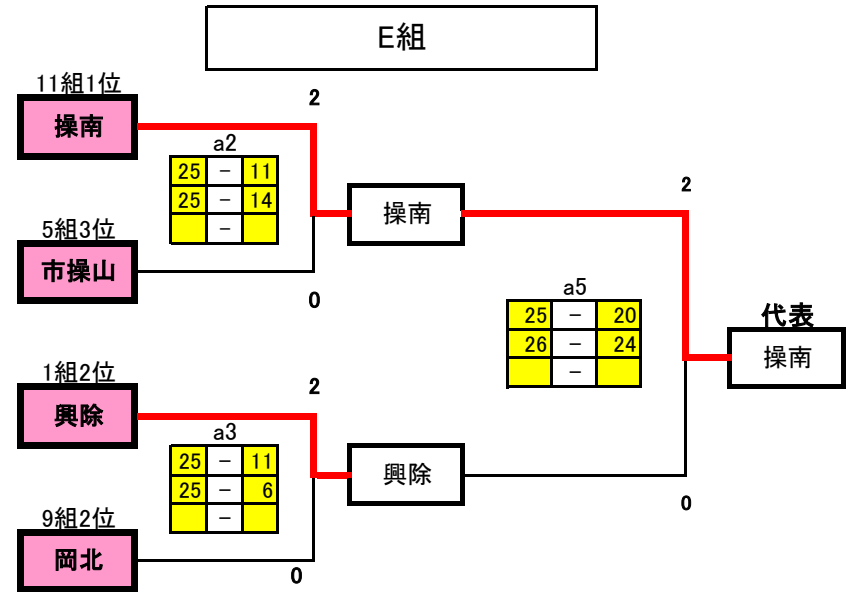 E組
11組1位
操南
2
a2
25 − 11
25 − 14
−
操南
5組3位
市操山
0
2
a5
25 − 20
26 − 24
−
代表
操南
1組2位
興除
2
a3
25 − 11
25 − 6
−
興除
0
9組2位
岡北
0